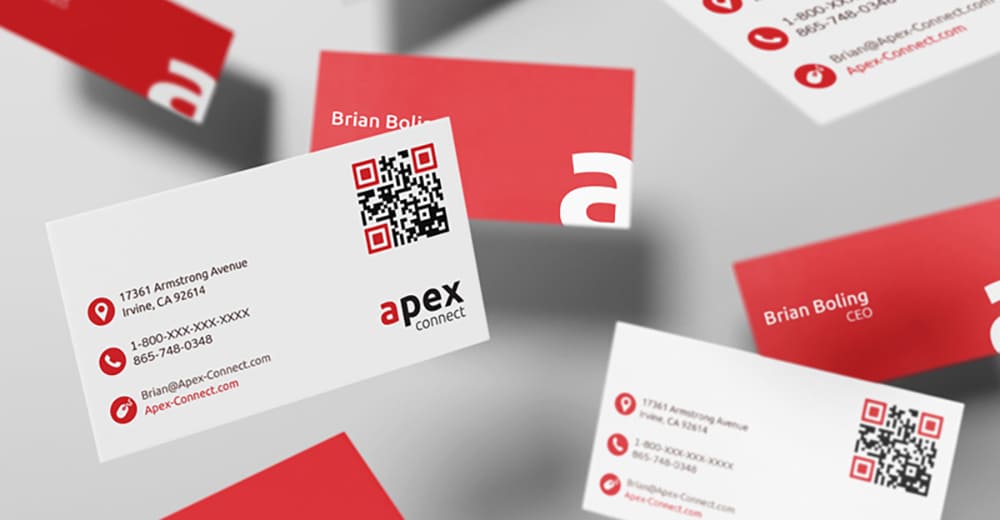 a
Brian Boling
a
865-748-0348
Brian@Apex-Connect.com
Apex-Connect.com
17361 Armstrong Avenue
Irvine, CA 92614
1-800-XXX-XXX-XXXX
865-748-0348
Brian@Apex-Connect.com
Apex-Connect.com
apex
connect
Brian Boling
CEO
17361 Armstrong Avenue
Irvine, CA 92614
1-800-XXX-XXX-XXXX
865-748-0348
Brian@Apex-Connect.com
Apex-Connect.com